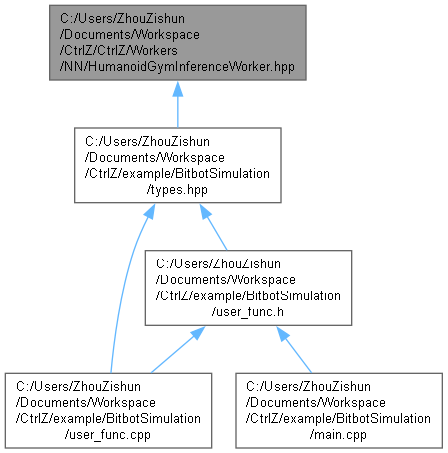 C:/Users/ZhouZishun
/Documents/Workspace
/CtrlZ/CtrlZ/Workers
/NN/HumanoidGymInferenceWorker.hpp
C:/Users/ZhouZishun
/Documents/Workspace
/CtrlZ/example/BitbotSimulation
/types.hpp
C:/Users/ZhouZishun
/Documents/Workspace
/CtrlZ/example/BitbotSimulation
/user_func.h
C:/Users/ZhouZishun
/Documents/Workspace
/CtrlZ/example/BitbotSimulation
/user_func.cpp
C:/Users/ZhouZishun
/Documents/Workspace
/CtrlZ/example/BitbotSimulation
/main.cpp